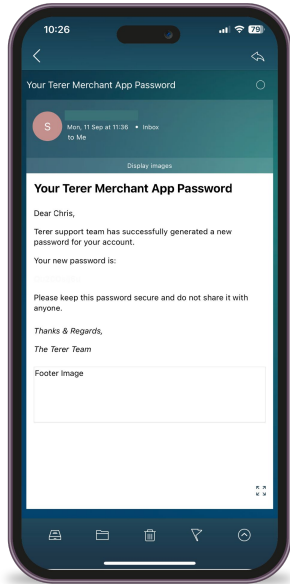 10:26
79
Your Terer Merchant App Password
S
Mon, 11 Sep at 11:36 • Inbox
to Me
Display images
Your Terer Merchant App Password
Dear Chris,
Terer support team has successfully generated a new
password for your account.
Your new password is:
Please keep this password secure and do not share it with
anyone.
Thanks & Regards,
The Terer Team
Footer Image